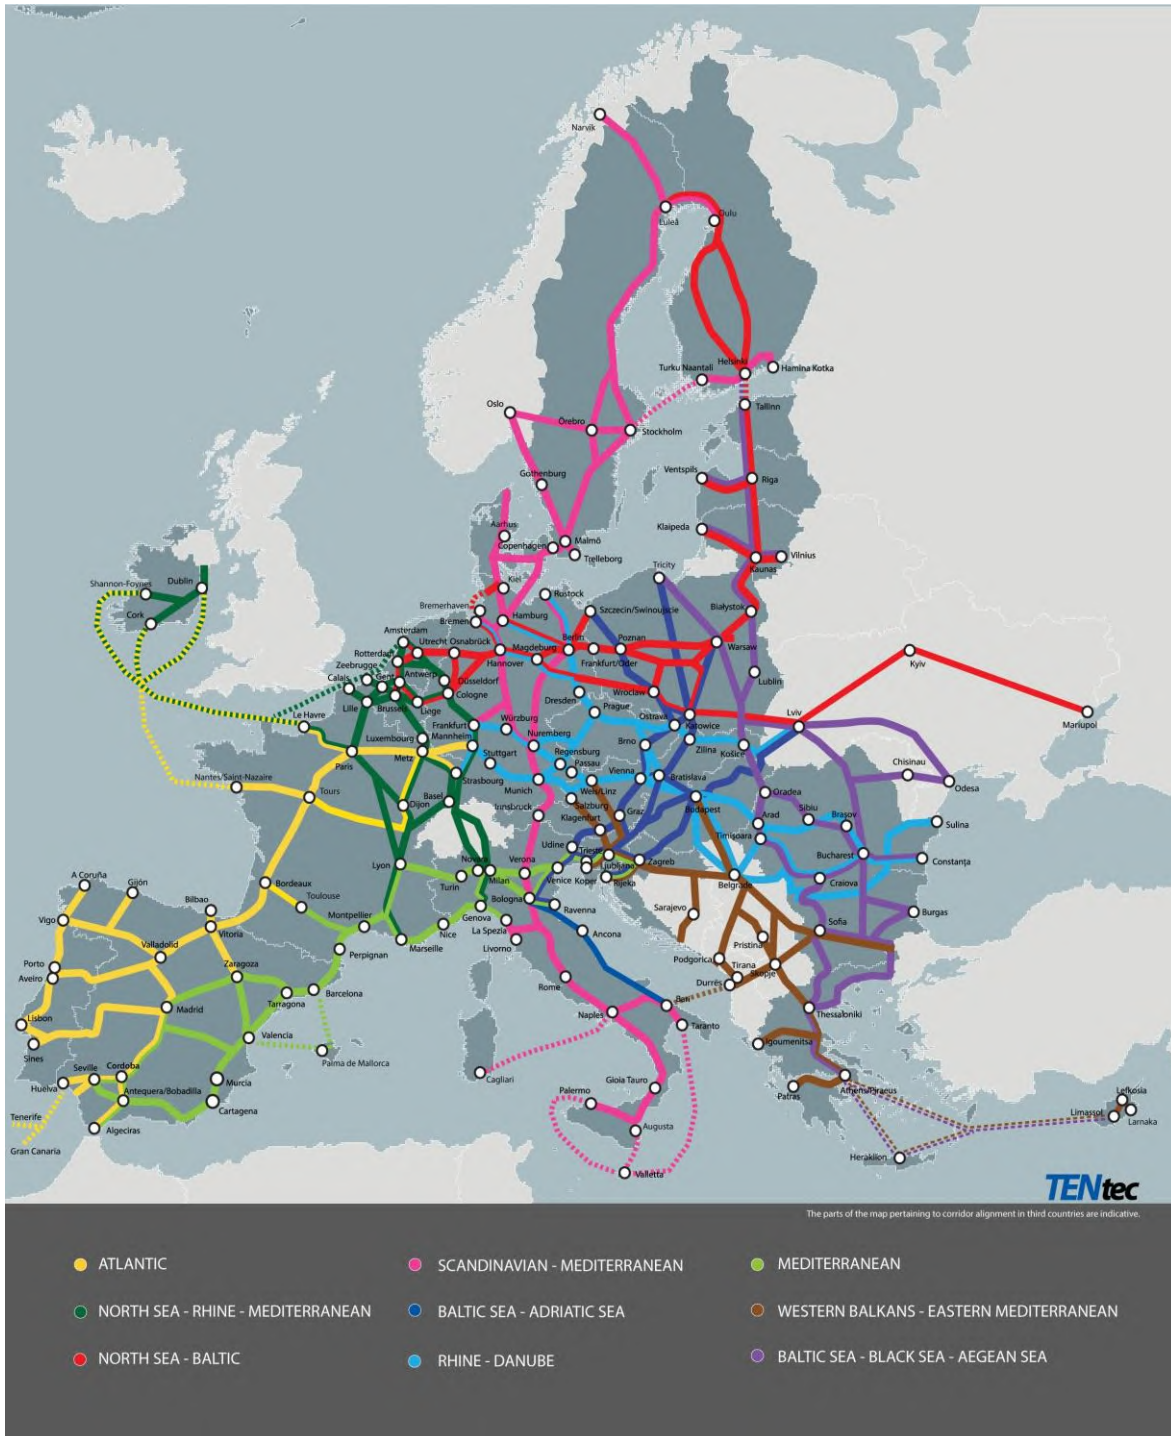 Narvik
Luleå
Oulu
Helsinki
Turku Naantali
Hamina Kotka
Tallinn
Oslo
Örebro
Stockholm
Gothenburg
Ventspils
Riga
Aarhus
Copenhagen
Malmö
Trelleborg
Klaipeda
Vilnius
Kaunas
Tricity
Shannon-Foynes
Dublin
Cork
Kiel
Rostock
Bremerhaven
Bremen
Hamburg
Szczecin/Swinoujscie
Białystok
Amsterdam
Utrecht
Osnabrück
Rotterdam
Hannover
Magdeburg
Berlin
Frankfurt/Oder
Poznan
Warsaw
Kyiv
Zeebrugge
Calais
Gent
Antwerp
Düsseldorf
Cologne
Lille
Brussels
Liège
Wroclaw
Lublin
Dresden
Prague
Le Havre
Frankfurt
Würzburg
Ostrava
Katowice
Lviv
Mariupol
Luxembourg
Mannheim
Nuremberg
Brno
Zilina
Košice
Paris
Metz
Stuttgart
Regensburg
Passau
Strasbourg
Munich
Vienna
Bratislava
Chisinau
Odesa
Nantes/Saint-Nazaire
Tours
Dijon
Basel
Innsbruck
Wels/Linz
Salzburg
Graz
Budapest
Oradea
Sibiu
Braşov
Sulina
Klagenfurt
Arad
Timişoara
Lyon
Novara
Milan
Verona
Udine
Trieste
Ljubljana
Zagreb
Bucharest
Constanţa
Turin
Venice
Koper
Rijeka
Belgrade
Craiova
A Coruña
Gijón
Bilbao
Bordeaux
Toulouse
Bologna
Ravenna
Sarajevo
Burgas
Vigo
Vitoria
Montpellier
Genova
La Spezia
Nice
Livorno
Ancona
Sofia
Valladolid
Marseille
Perpignan
Pristina
Porto
Aveiro
Zaragoza
Podgorica
Tirana
Skopje
Durrës
Barcelona
Tarragona
Rome
Bari
Lisbon
Madrid
Naples
Taranto
Thessaloniki
Sines
Valencia
Palma de Mallorca
Igoumenitsa
Seville
Cordoba
Huelva
Antequera/Bobadilla
Murcia
Cartagena
Cagliari
Gioia Tauro
Palermo
Patras
Athens/Piraeus
Lefkosia
Limassol
Larnaka
Tenerife
Gran Canaria
Algeciras
Augusta
Valletta
Heraklion
TENtec
The parts of the map pertaining to corridor alignment in third countries are indicative.
ATLANTIC
SCANDINAVIAN - MEDITERRANEAN
MEDITERRANEAN
NORTH SEA - RHINE - MEDITERRANEAN
BALTIC SEA - ADRIATIC SEA
WESTERN BALKANS - EASTERN MEDITERRANEAN
NORTH SEA - BALTIC
RHINE - DANUBE
BALTIC SEA - BLACK SEA - AEGEAN SEA